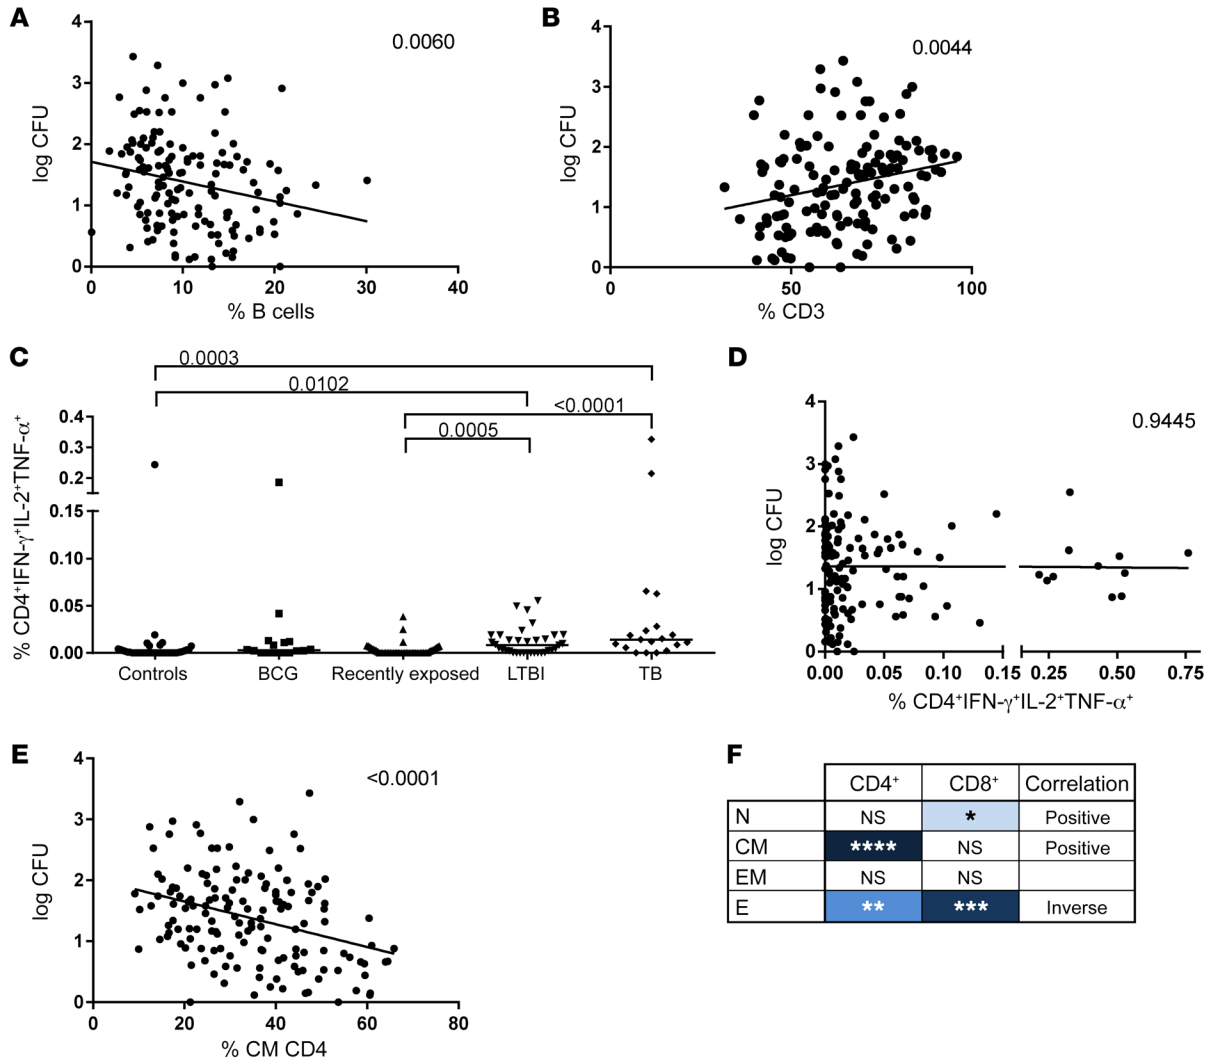 A
4
3
2
1
0
log CFU
0.0060
0 10 20 30 40
% B cells
B
4
3
2
1
0
log CFU
0.0044
0 50 100
% CD3
C
0.0003
0.0102
<0.0001
0.0005
0.4
0.3
0.2
0.15
0.10
0.05
0.00
% CD4⁺IFN-γ⁺IL-2⁺TNF-α⁺
Controls BCG Recently exposed LTBI TB
D
4
3
2
1
0
log CFU
0.9445
0.00 0.05 0.10 0.15 0.25 0.50 0.75
% CD4⁺IFN-γ⁺IL-2⁺TNF-α⁺
E
4
3
2
1
0
log CFU
<0.0001
0 20 40 60 80
% CM CD4
F
CD4⁺ CD8⁺ Correlation
N NS * Positive
CM **** NS Positive
EM NS NS
E ** *** Inverse